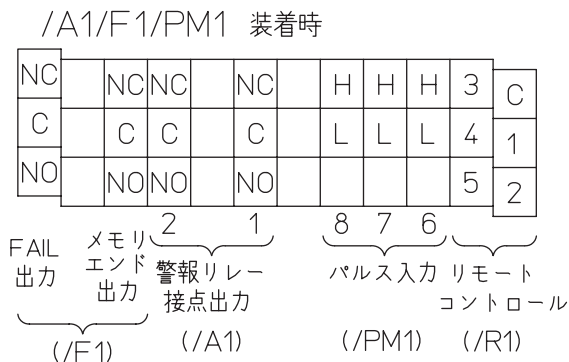 /A1/F1/PM1 装着時
NC NC NC NC H H H 3 C
C C C C L L L 4 1
NO NO NO NO 5 2
2 1 8 7 6
FAIL 出力
メモリ エンド 出力
警報リレー 接点出力
パルス入力
リモート コントロール
(/F1) (/A1) (/PM1) (/R1)